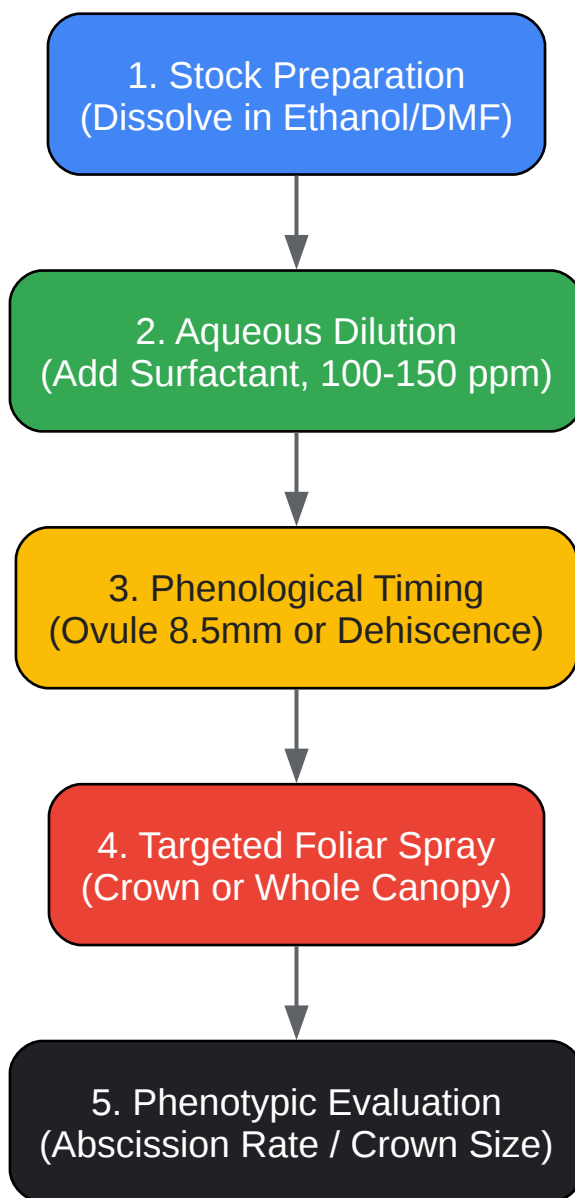 1. Stock Preparation
(Dissolve in Ethanol/DMF)
2. Aqueous Dilution
(Add Surfactant, 100-150 ppm)
3. Phenological Timing
(Ovule 8.5mm or Dehiscence)
4. Targeted Foliar Spray
(Crown or Whole Canopy)
5. Phenotypic Evaluation
(Abscission Rate / Crown Size)